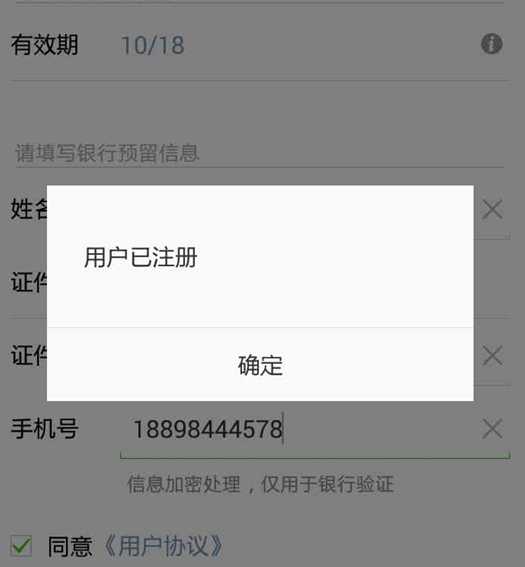 有效期 10/18
请填写银行预留信息
姓名
用户已注册
证件
证件
确定
手机号 18898444578
信息加密处理，仅用于银行验证
同意《用户协议》